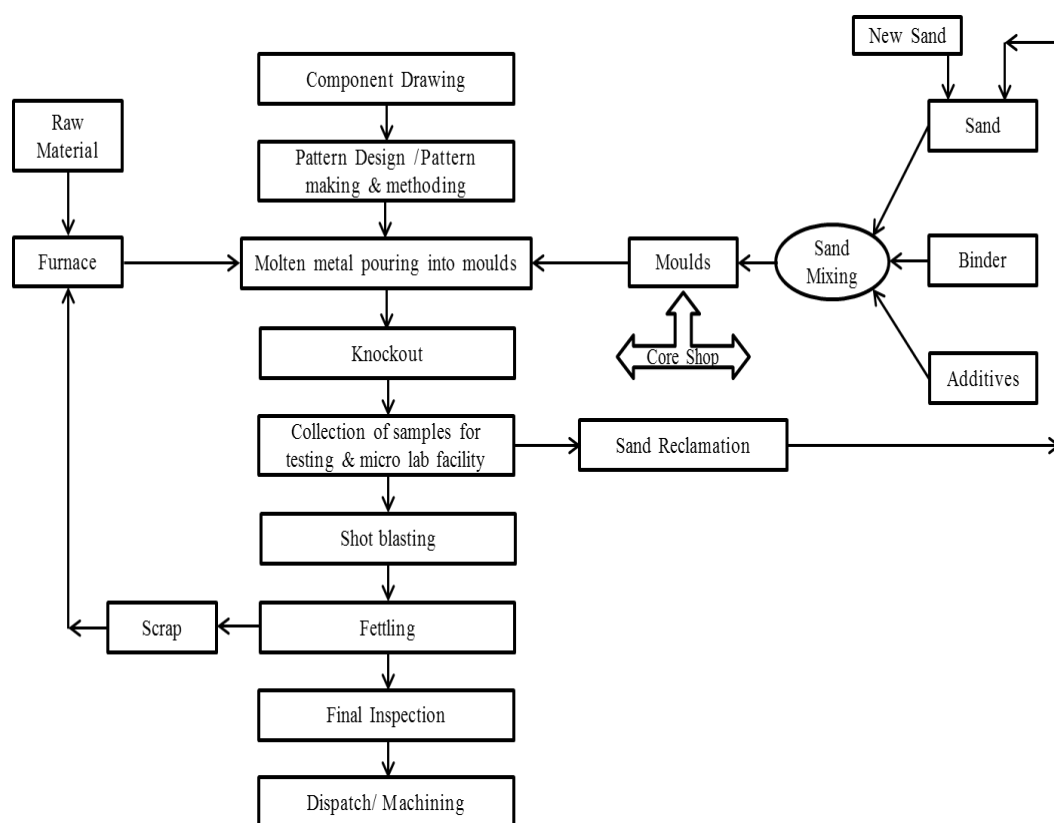 New Sand
Component Drawing
Raw
Material
Sand
Pattern Design /Pattern
making & methoding
Furnace
Molten metal pouring into moulds
Moulds
Sand
Mixing
Binder
Knockout
Core Shop
Additives
Collection of samples for
testing & micro lab facility
Sand Reclamation
Shot blasting
Scrap
Fettling
Final Inspection
Dispatch/ Machining